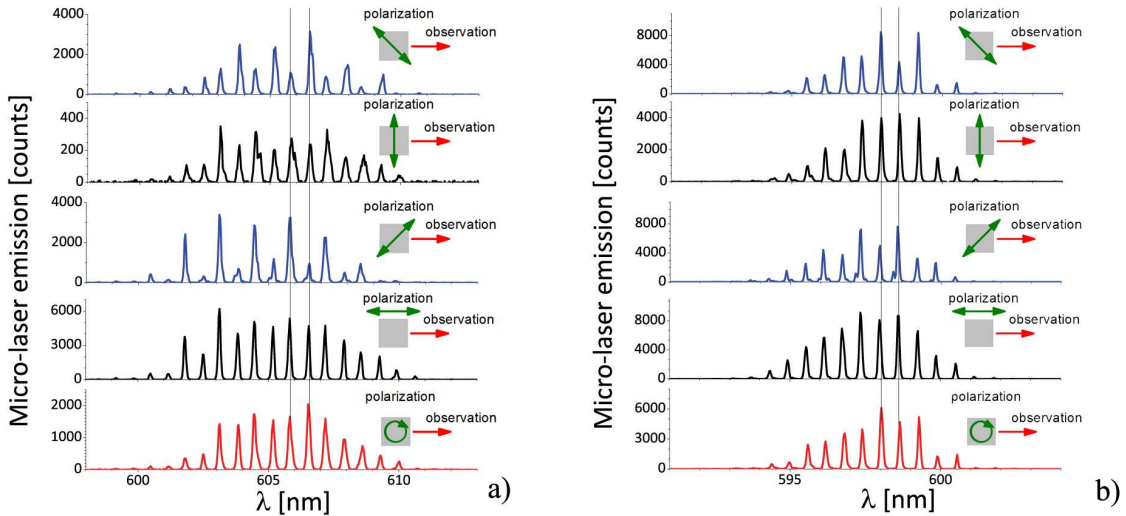 Micro-laser emission [counts]
4000
2000
0
polarization
observation
400
200
0
polarization
observation
4000
2000
0
polarization
observation
6000
3000
0
polarization
observation
2000
1000
0
polarization
observation
600
605
610
λ [nm]
a)
Micro-laser emission [counts]
8000
4000
0
polarization
observation
4000
2000
0
polarization
observation
8000
4000
0
polarization
observation
8000
4000
0
polarization
observation
6000
3000
0
polarization
observation
595
600
λ [nm]
b)